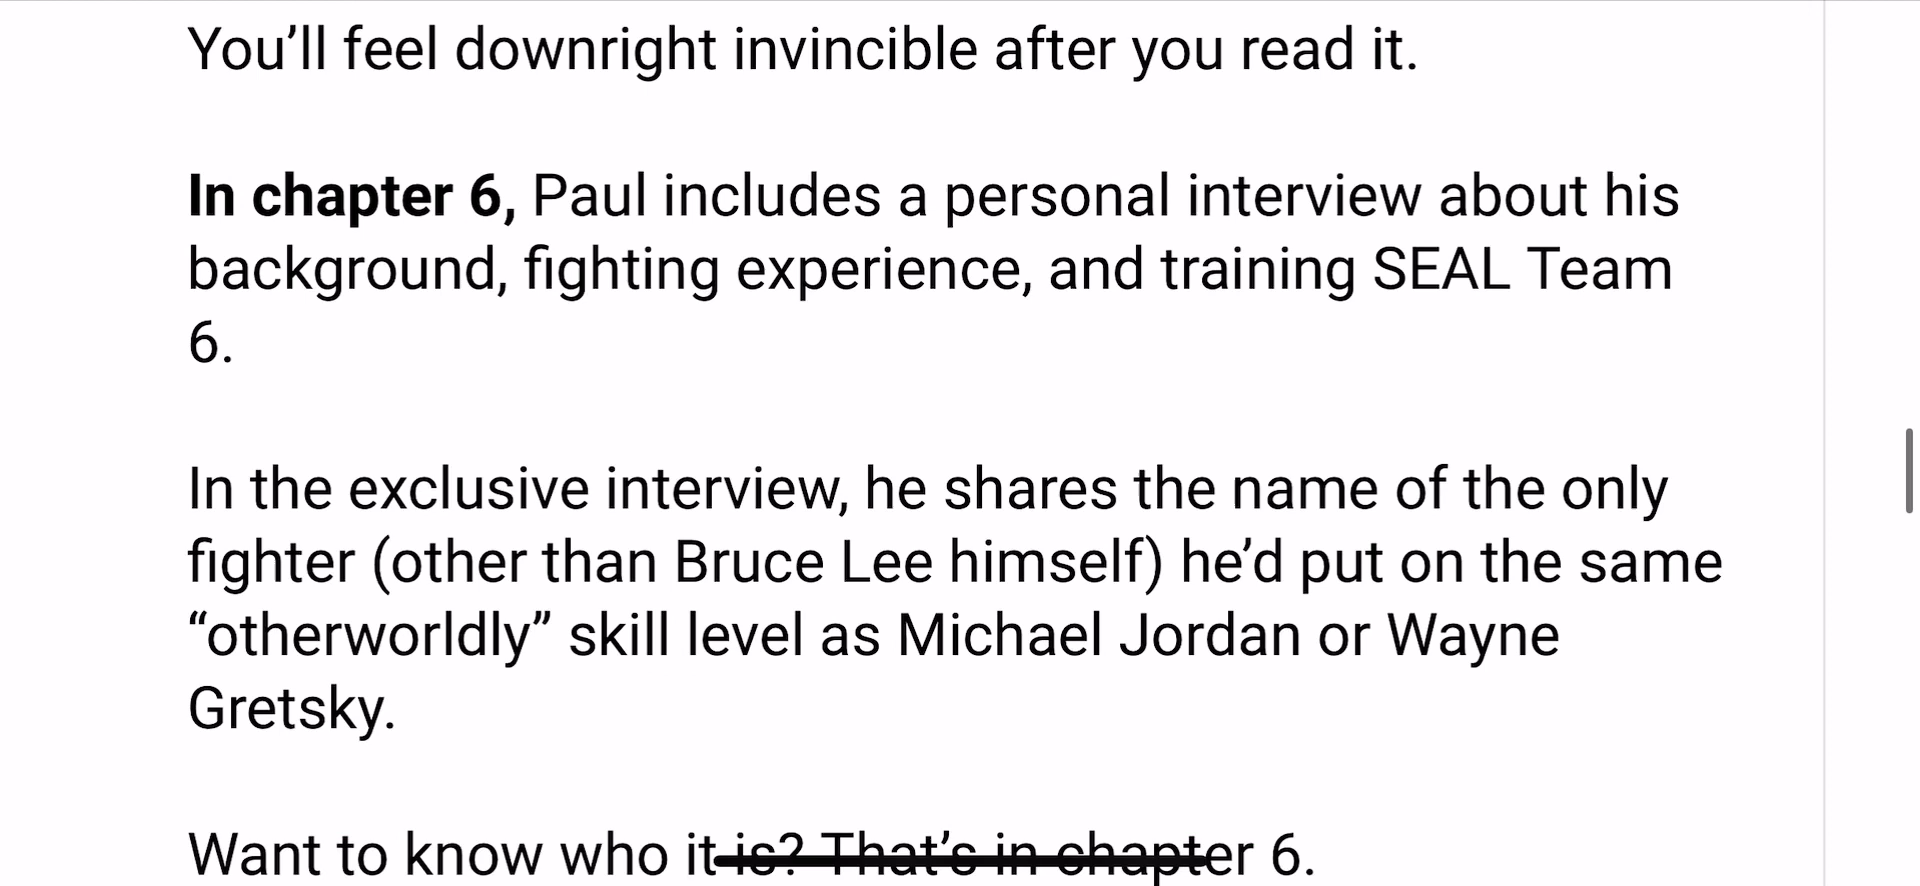 You’ll feel downright invincible after you read it.
In chapter 6, Paul includes a personal interview about his
background, fighting experience, and training SEAL Team
6.
In the exclusive interview, he shares the name of the only
fighter (other than Bruce Lee himself) he’d put on the same
“otherworldly” skill level as Michael Jordan or Wayne
Gretsky.
Want to know who it is? That’s in chapter 6.